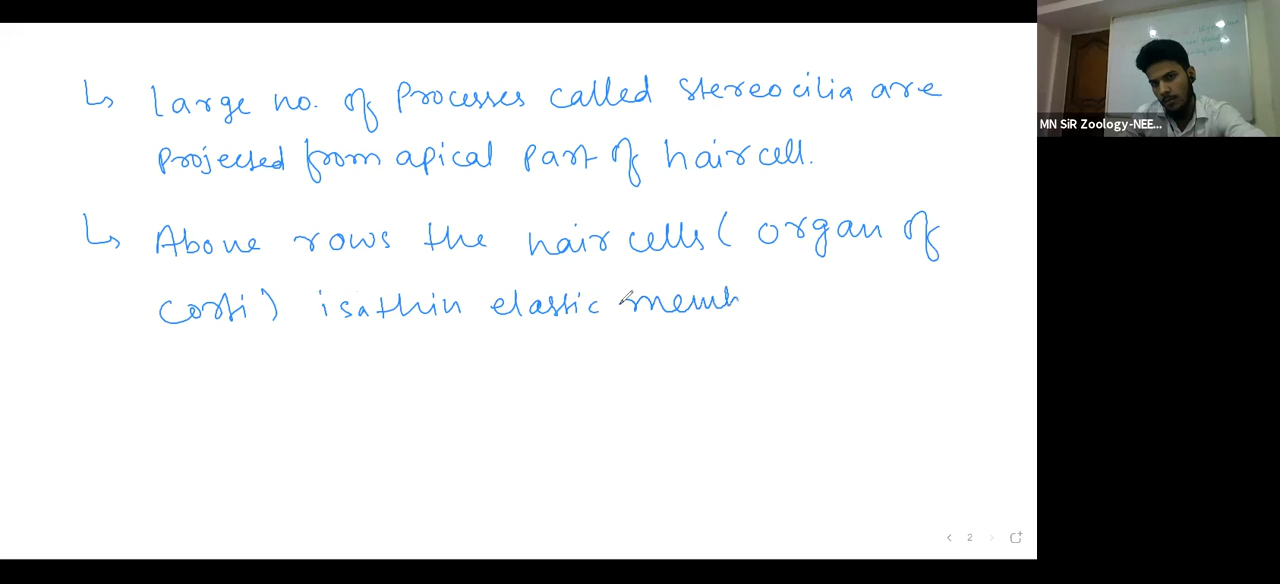 ↳ Large no. of processes called stereocilia are
projected from apical part of hair cell.
↳ Above rows the hair cells ( organ of
corti) is a thin elastic memb
MN SiR Zoology-NEE...
2